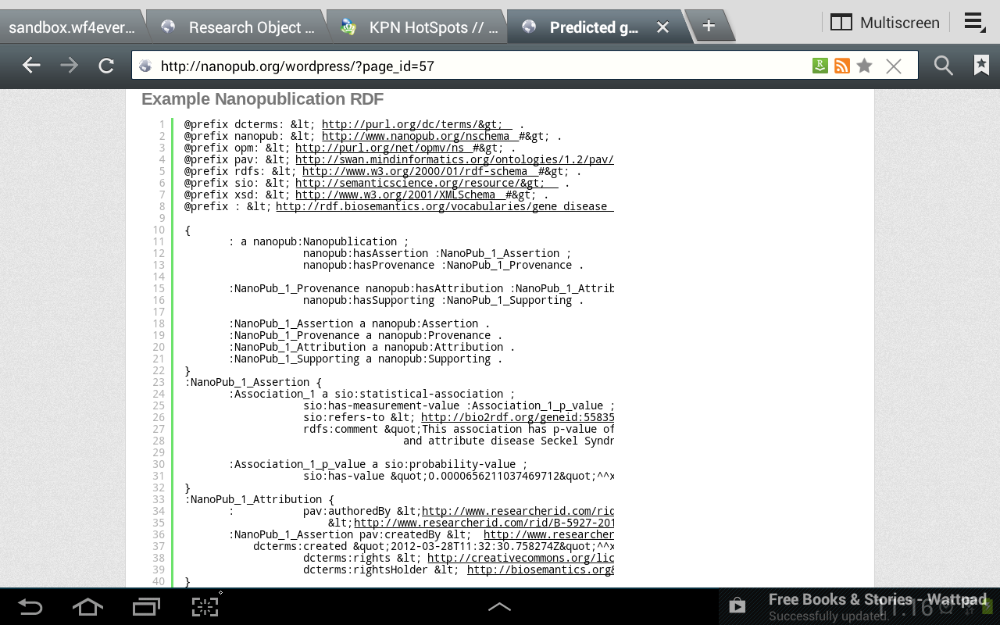 sandbox.wf4ever...
Research Object ...
KPN HotSpots // ...
Predicted g...
Multiscreen
http://nanopub.org/wordpress/?page_id=57
Example Nanopublication RDF
1 @prefix dcterms: &lt; http://purl.org/dc/terms/&gt; .
2 @prefix nanopub: &lt; http://www.nanopub.org/nschema #&gt; .
3 @prefix opm: &lt; http://purl.org/net/opmv/ns #&gt; .
4 @prefix pav: &lt; http://swan.mindinformatics.org/ontologies/1.2/pav/
5 @prefix rdfs: &lt; http://www.w3.org/2000/01/rdf-schema #&gt; .
6 @prefix sio: &lt; http://semanticscience.org/resource/&gt; .
7 @prefix xsd: &lt; http://www.w3.org/2001/XMLSchema #&gt; .
8 @prefix : &lt; http://rdf.biosemantics.org/vocabularies/gene_disease_
9
10 {
11 : a nanopub:Nanopublication ;
12 nanopub:hasAssertion :NanoPub_1_Assertion ;
13 nanopub:hasProvenance :NanoPub_1_Provenance .
14
15 :NanoPub_1_Provenance nanopub:hasAttribution :NanoPub_1_Attrib
16 nanopub:hasSupporting :NanoPub_1_Supporting .
17
18 :NanoPub_1_Assertion a nanopub:Assertion .
19 :NanoPub_1_Provenance a nanopub:Provenance .
20 :NanoPub_1_Attribution a nanopub:Attribution .
21 :NanoPub_1_Supporting a nanopub:Supporting .
22 }
23 :NanoPub_1_Assertion {
24 :Association_1 a sio:statistical-association ;
25 sio:has-measurement-value :Association_1_p_value ;
26 sio:refers-to &lt; http://bio2rdf.org/geneid:55835
27 rdfs:comment &quot;This association has p-value of
28 and attribute disease Seckel Syndr
29
30 :Association_1_p_value a sio:probability-value ;
31 sio:has-value &quot;0.0000656211037469712&quot;^^x
32 }
33 :NanoPub_1_Attribution {
34 : pav:authoredBy &lt;http://www.researcherid.com/rid
35 &lt;http://www.researcherid.com/rid/B-5927-201
36 :NanoPub_1_Assertion pav:createdBy &lt; http://www.researcher
37 dcterms:created &quot;2012-03-28T11:32:30.758274Z&quot;^^x
38 dcterms:rights &lt; http://creativecommons.org/lic
39 dcterms:rightsHolder &lt; http://biosemantics.org&
40 }
Free Books & Stories - Wattpad
Successfully updated.
11:16